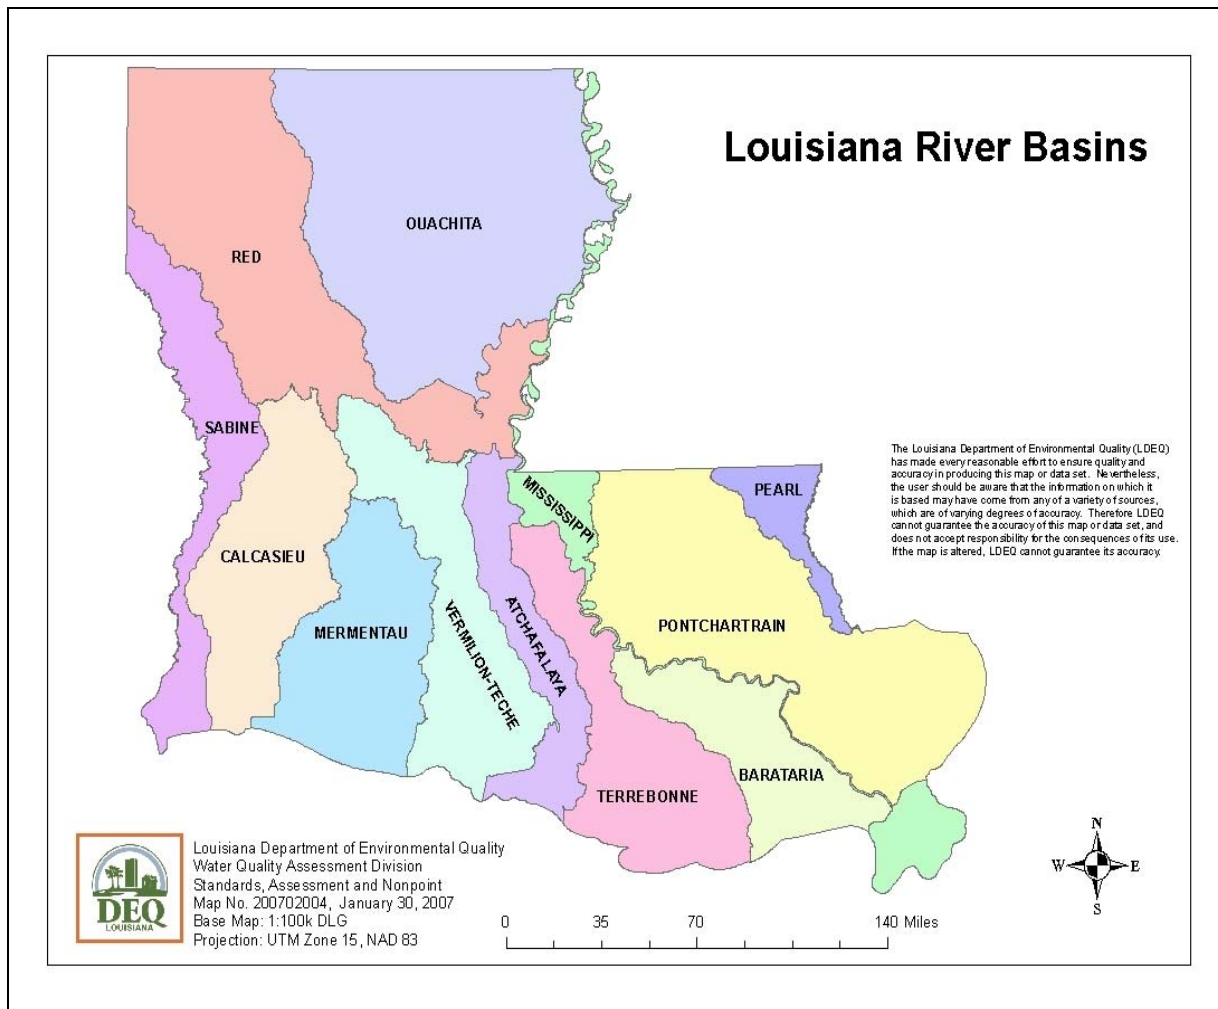 Louisiana River Basins
OUACHITA
RED
SABINE
The Louisiana Department of Environmental Quality (LDEQ)
has made every reasonable effort to ensure quality and
accuracy in producing this map or data set. Nevertheless,
the user should be aware that the information on which it
is based may have come from any of a variety of sources,
which are of varying degrees of accuracy. Therefore LDEQ
cannot guarantee the accuracy of this map or data set, and
does not accept responsibility for the consequences of its use.
If the map is altered, LDEQ cannot guarantee its accuracy.
MISSISSIPPI
PEARL
CALCASIEU
MERMENTAU
VERMILION-TECHE
ATCHAFALAYA
PONTCHARTRAIN
BARATARIA
TERREBONNE
DEQ
LOUISIANA
Louisiana Department of Environmental Quality
Water Quality Assessment Division
Standards, Assessment and Nonpoint
Map No. 200702004, January 30, 2007
Base Map: 1:100k DLG
Projection: UTM Zone 15, NAD 83
0 35 70 140 Miles
N
W E
S